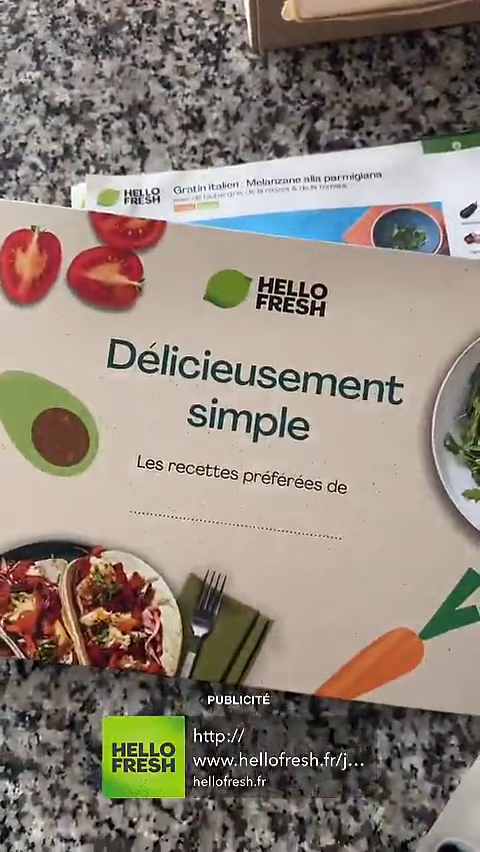 HELLO
FRESH
Gratin italien : Melanzane alla parmigiana
HELLO
FRESH
Délicieusement
simple
Les recettes préférées de
PUBLICITÉ
HELLO
FRESH
http://
www.hellofresh.fr/j...
hellofresh.fr